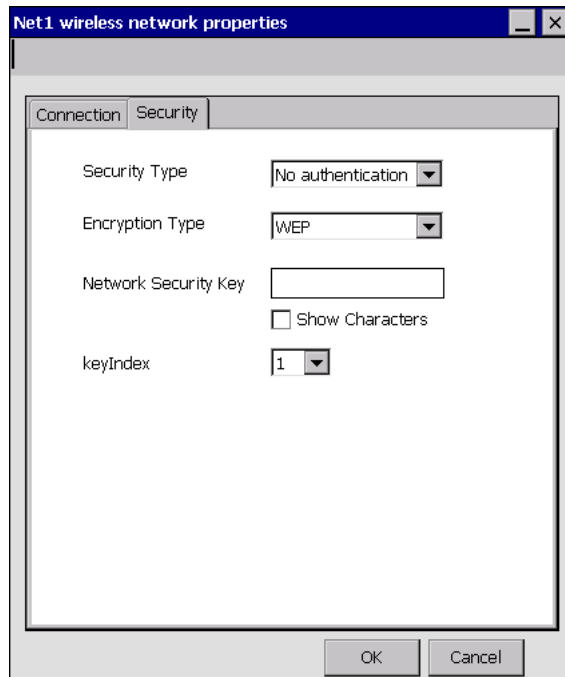 Net1 wireless network properties
Connection Security
Security Type No authentication
Encryption Type WEP
Network Security Key
Show Characters
keyIndex 1
OK Cancel